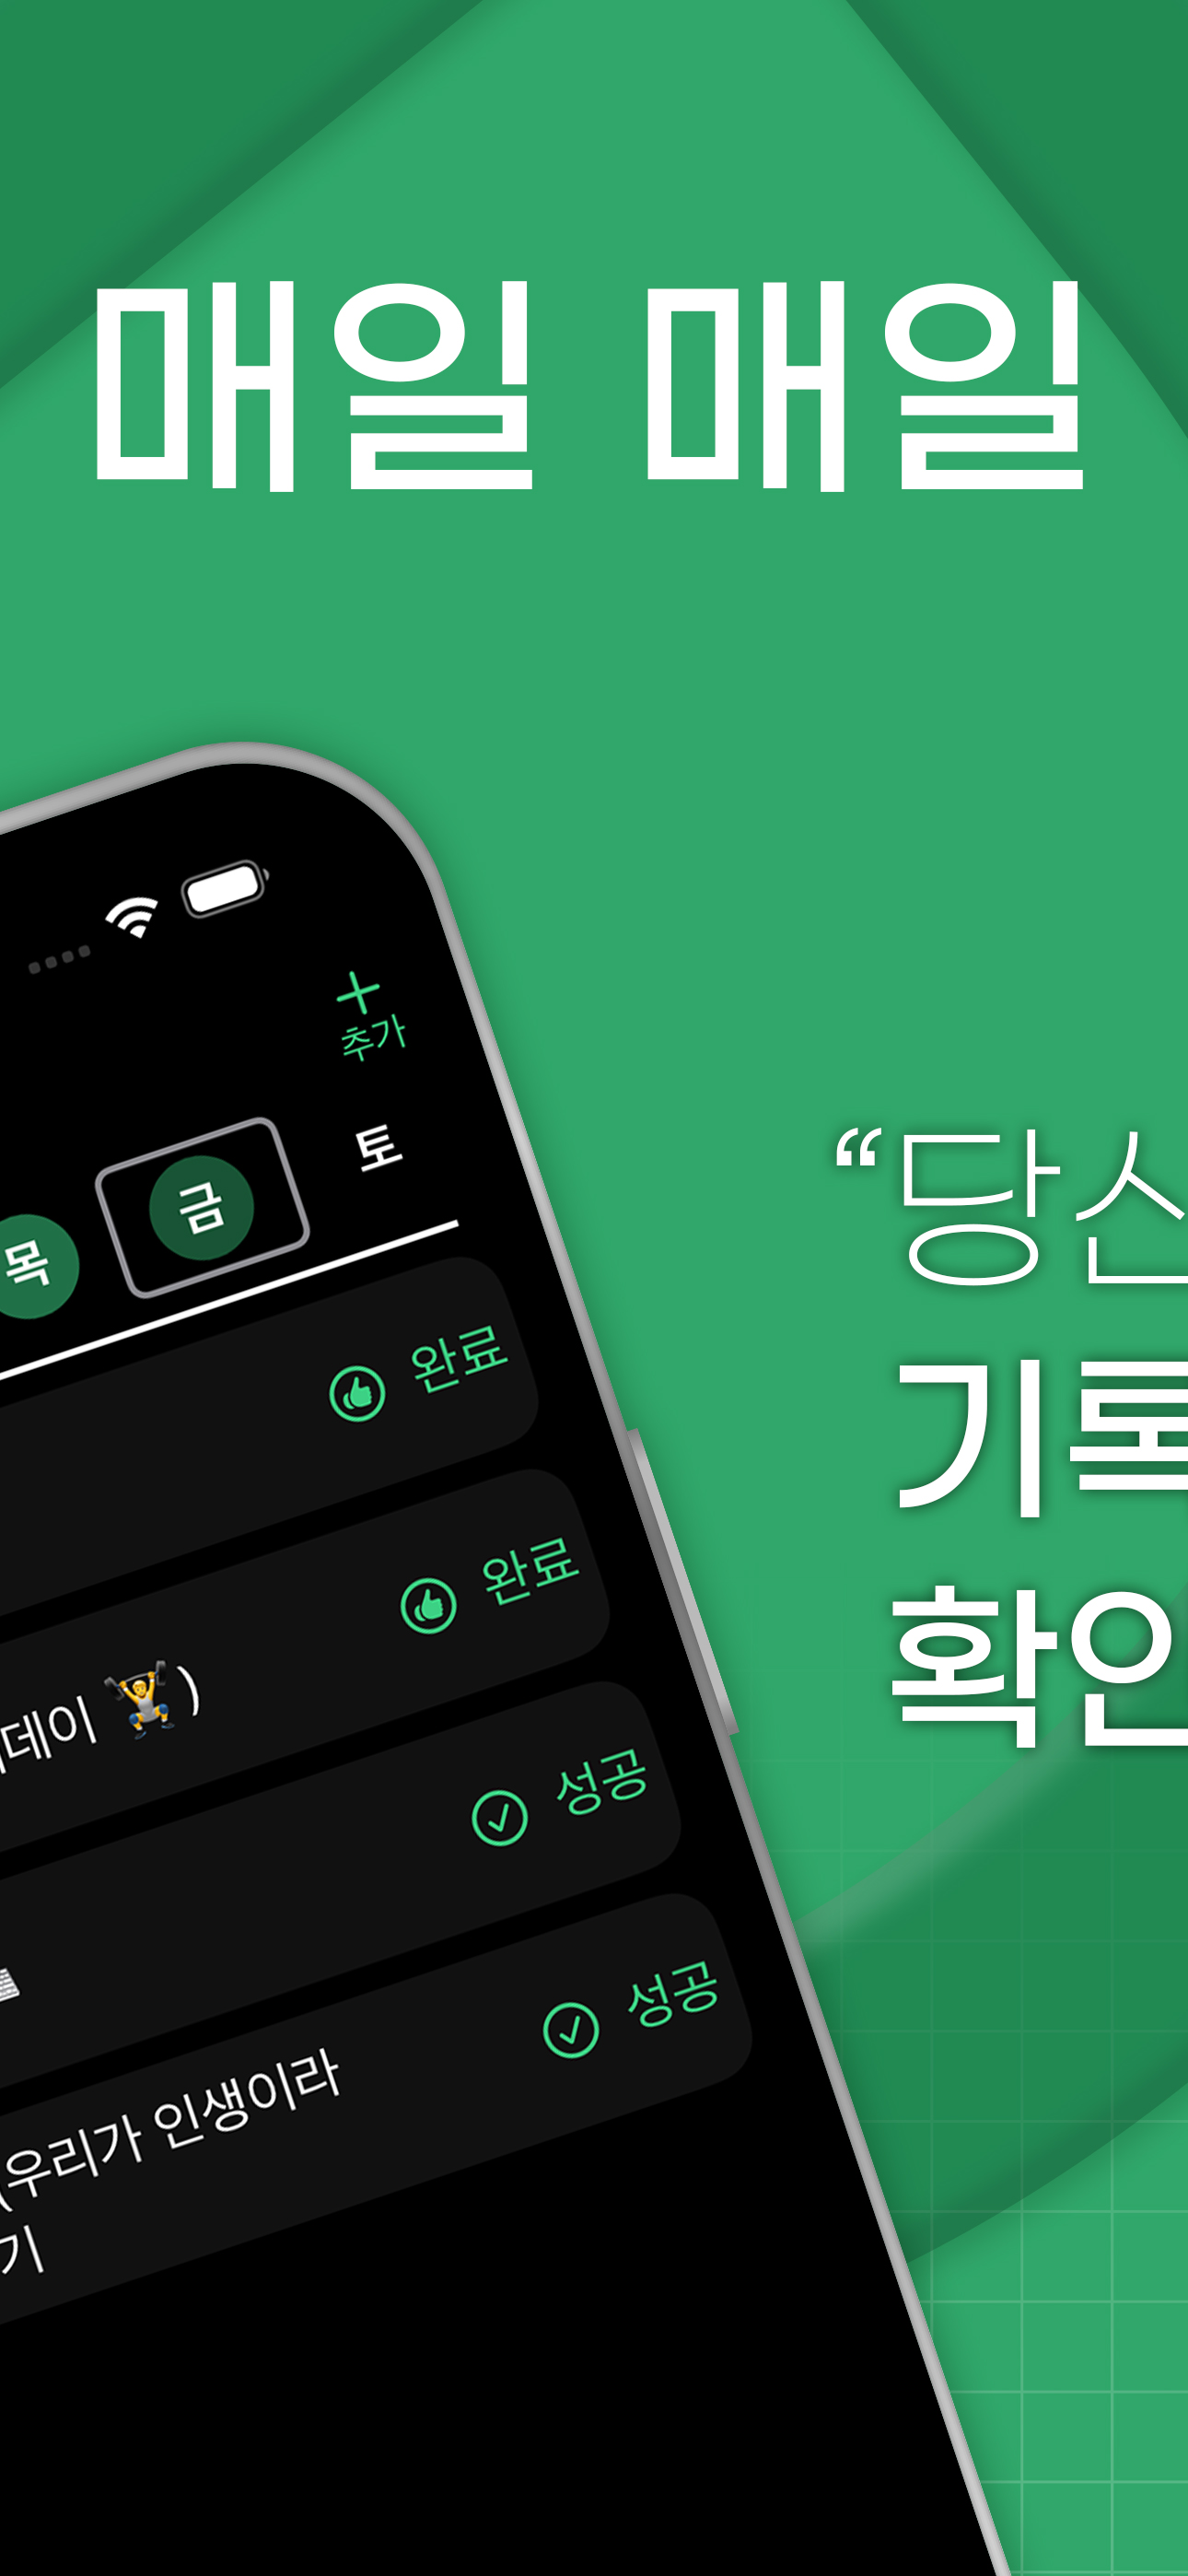 매일 매일
추가
목 금 토
완료
완료
데이 🏋️)
성공
성공
(우리가 인생이라
기
“당신
기록
확인